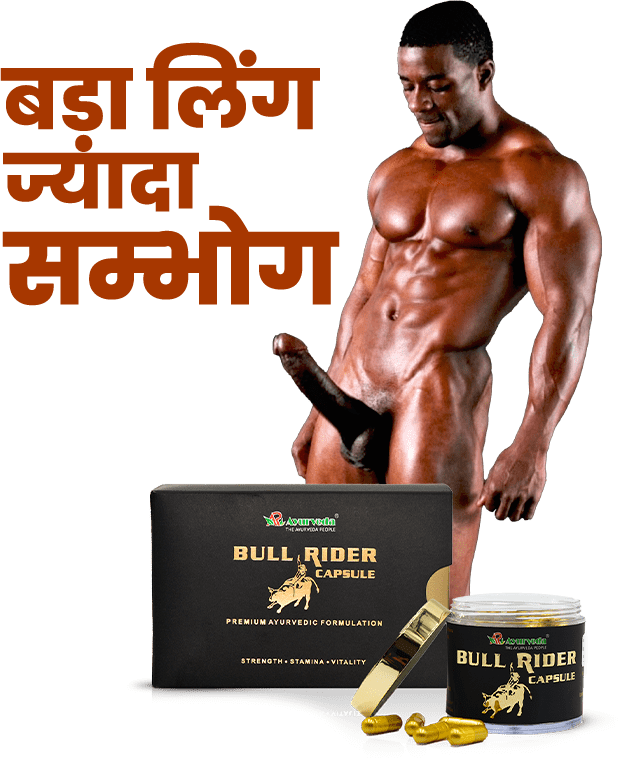 बडा लिंग
ज्यांदा
सम्भोग
Ayurveda®
THE AYURVEDA PEOPLE
BULL RIDER
CAPSULE
PREMIUM AYURVEDIC FORMULATION
STRENGTH • STAMINA • VITALITY
Ayurveda®
THE AYURVEDA PEOPLE
BULL RIDER
CAPSULE